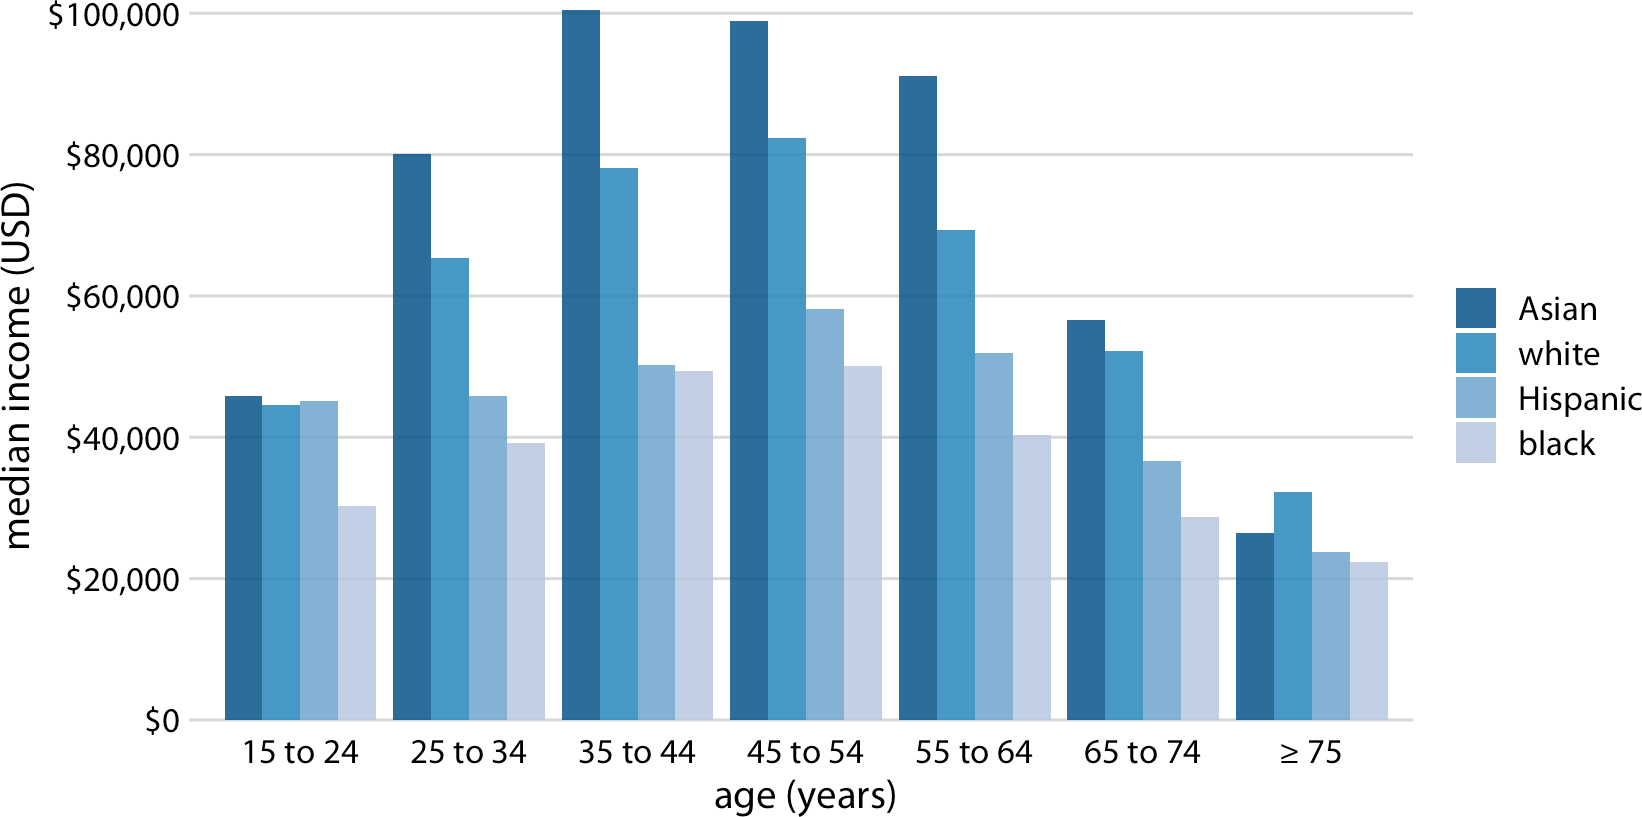 $100,000
$80,000
$60,000
$40,000
$20,000
$0
median income (USD)
15 to 24
25 to 34
35 to 44
45 to 54
55 to 64
65 to 74
≥ 75
age (years)
Asian
white
Hispanic
black